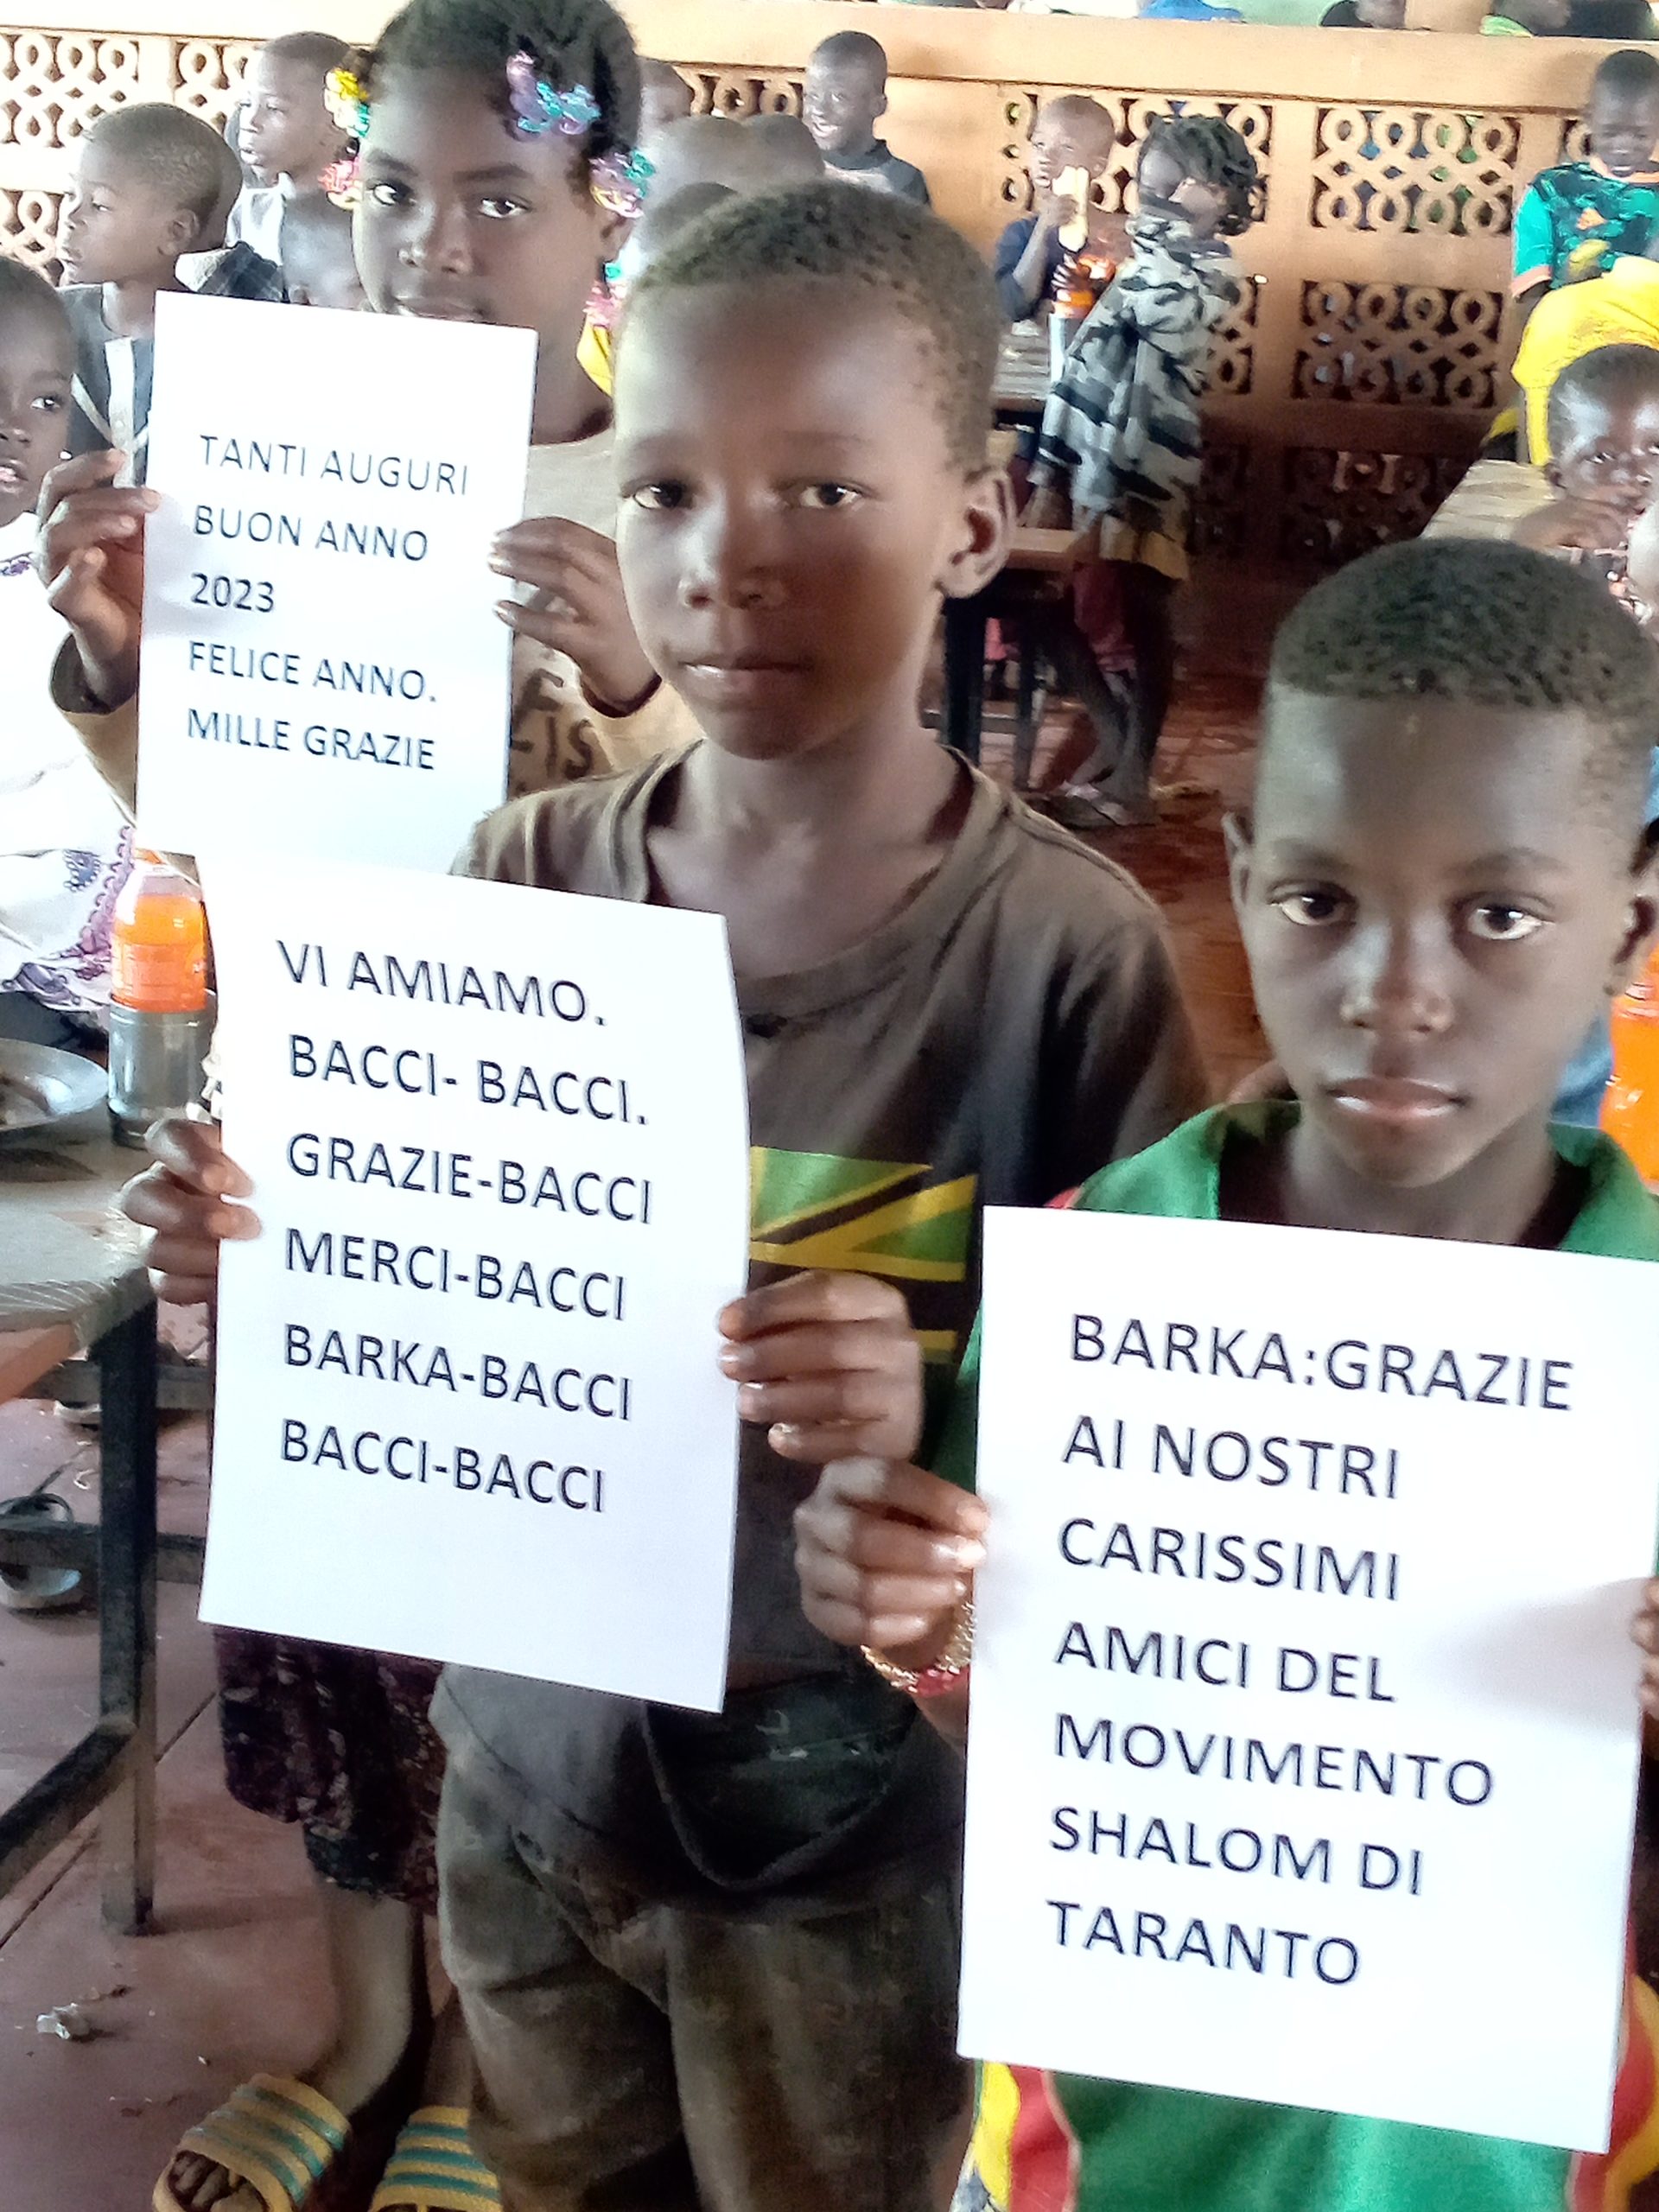 TANTI AUGURI
BUON ANNO
2023
FELICE ANNO.
MILLE GRAZIE
VI AMIAMO.
BACCI- BACCI.
GRAZIE-BACCI
MERCI-BACCI
BARKA-BACCI
BACCI-BACCI
BARKA:GRAZIE
AI NOSTRI
CARISSIMI
AMICI DEL
MOVIMENTO
SHALOM DI
TARANTO